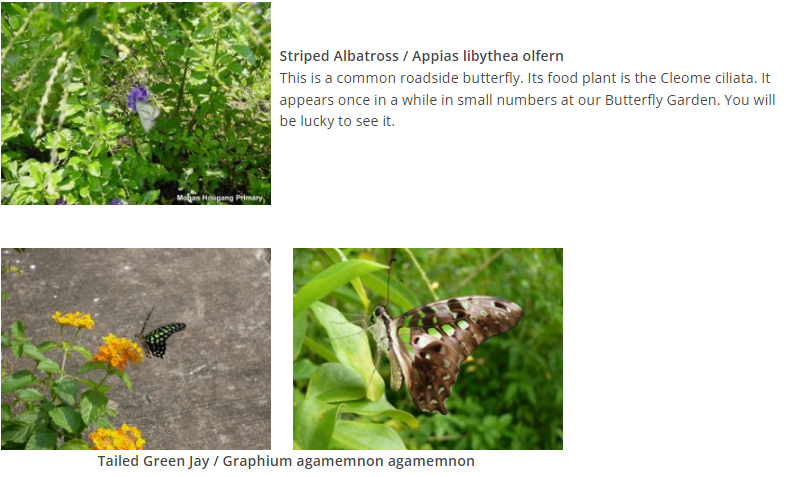 Striped Albatross / Appias libythea olfern
This is a common roadside butterfly. Its food plant is the Cleome ciliata. It
appears once in a while in small numbers at our Butterfly Garden. You will
be lucky to see it.
Mohan Hougang Primary
Tailed Green Jay / Graphium agamemnon agamemnon